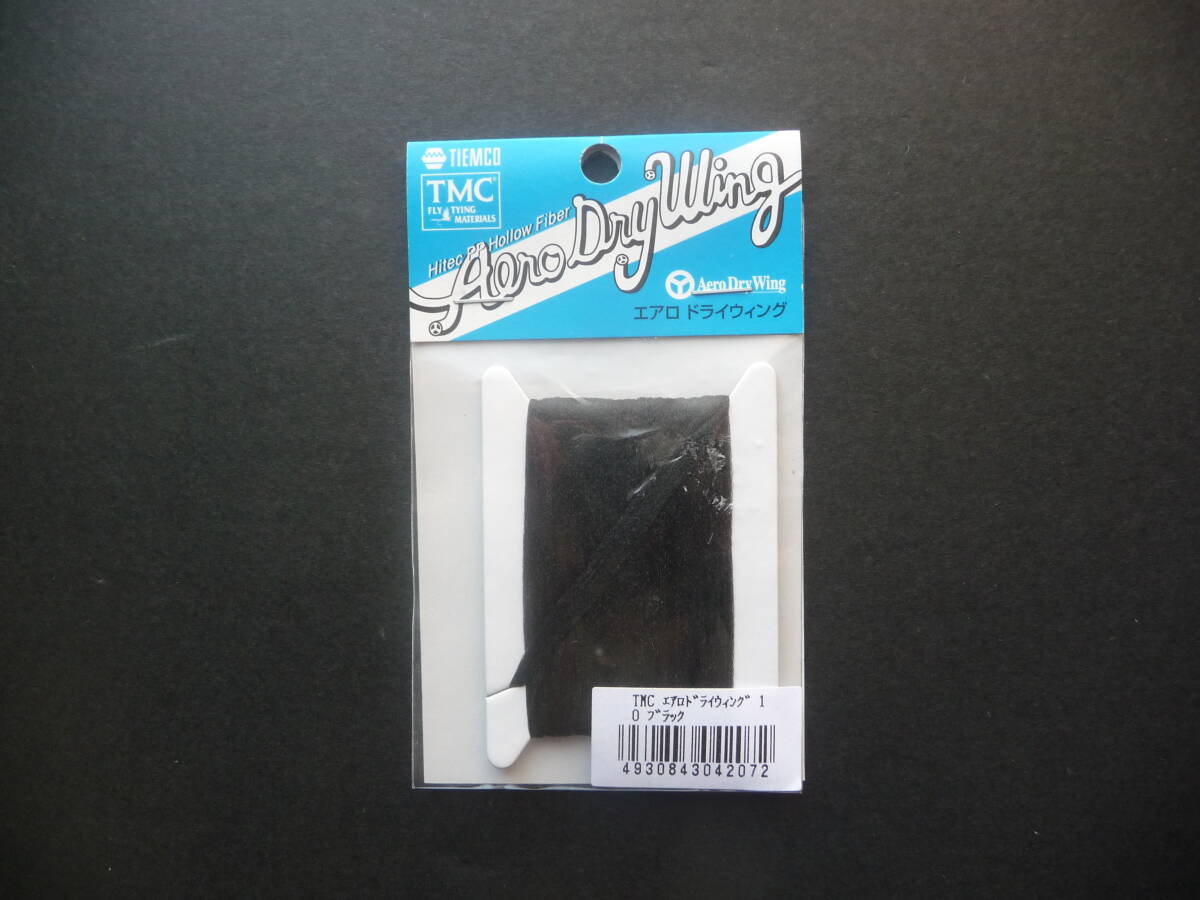 TIEMCO
TMC®
FLY TYING
MATERIALS
Hitec PP Hollow Fiber
Aero Dry Wing
Aero Dry Wing
エアロ ドライウィング
TMC ｴｱﾛﾄﾞﾗｲｳｨﾝｸﾞ 1
0 ﾌﾞﾗｯｸ
4930843042072